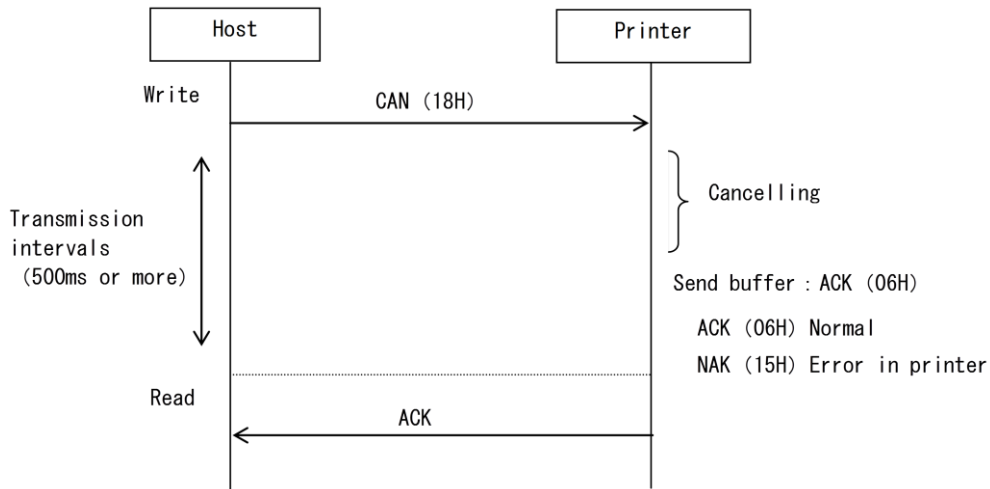 Host
Printer
Write
CAN (18H)
Transmission
intervals
(500ms or more)
Cancelling
Send buffer : ACK (06H)
ACK (06H) Normal
NAK (15H) Error in printer
Read
ACK